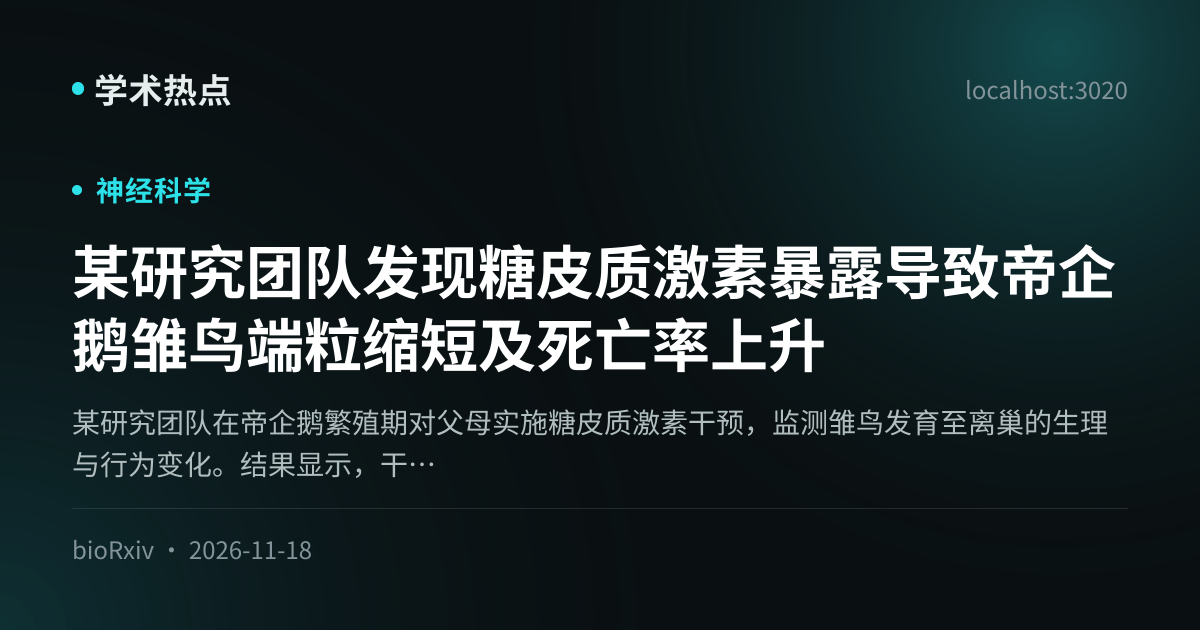 学术热点
localhost:3020
神经科学
某研究团队发现糖皮质激素暴露导致帝企
鹅雏鸟端粒缩短及死亡率上升
某研究团队在帝企鹅繁殖期对父母实施糖皮质激素干预，监测雏鸟发育至离巢的生理
与行为变化。结果显示，干…
bioRxiv • 2026-11-18